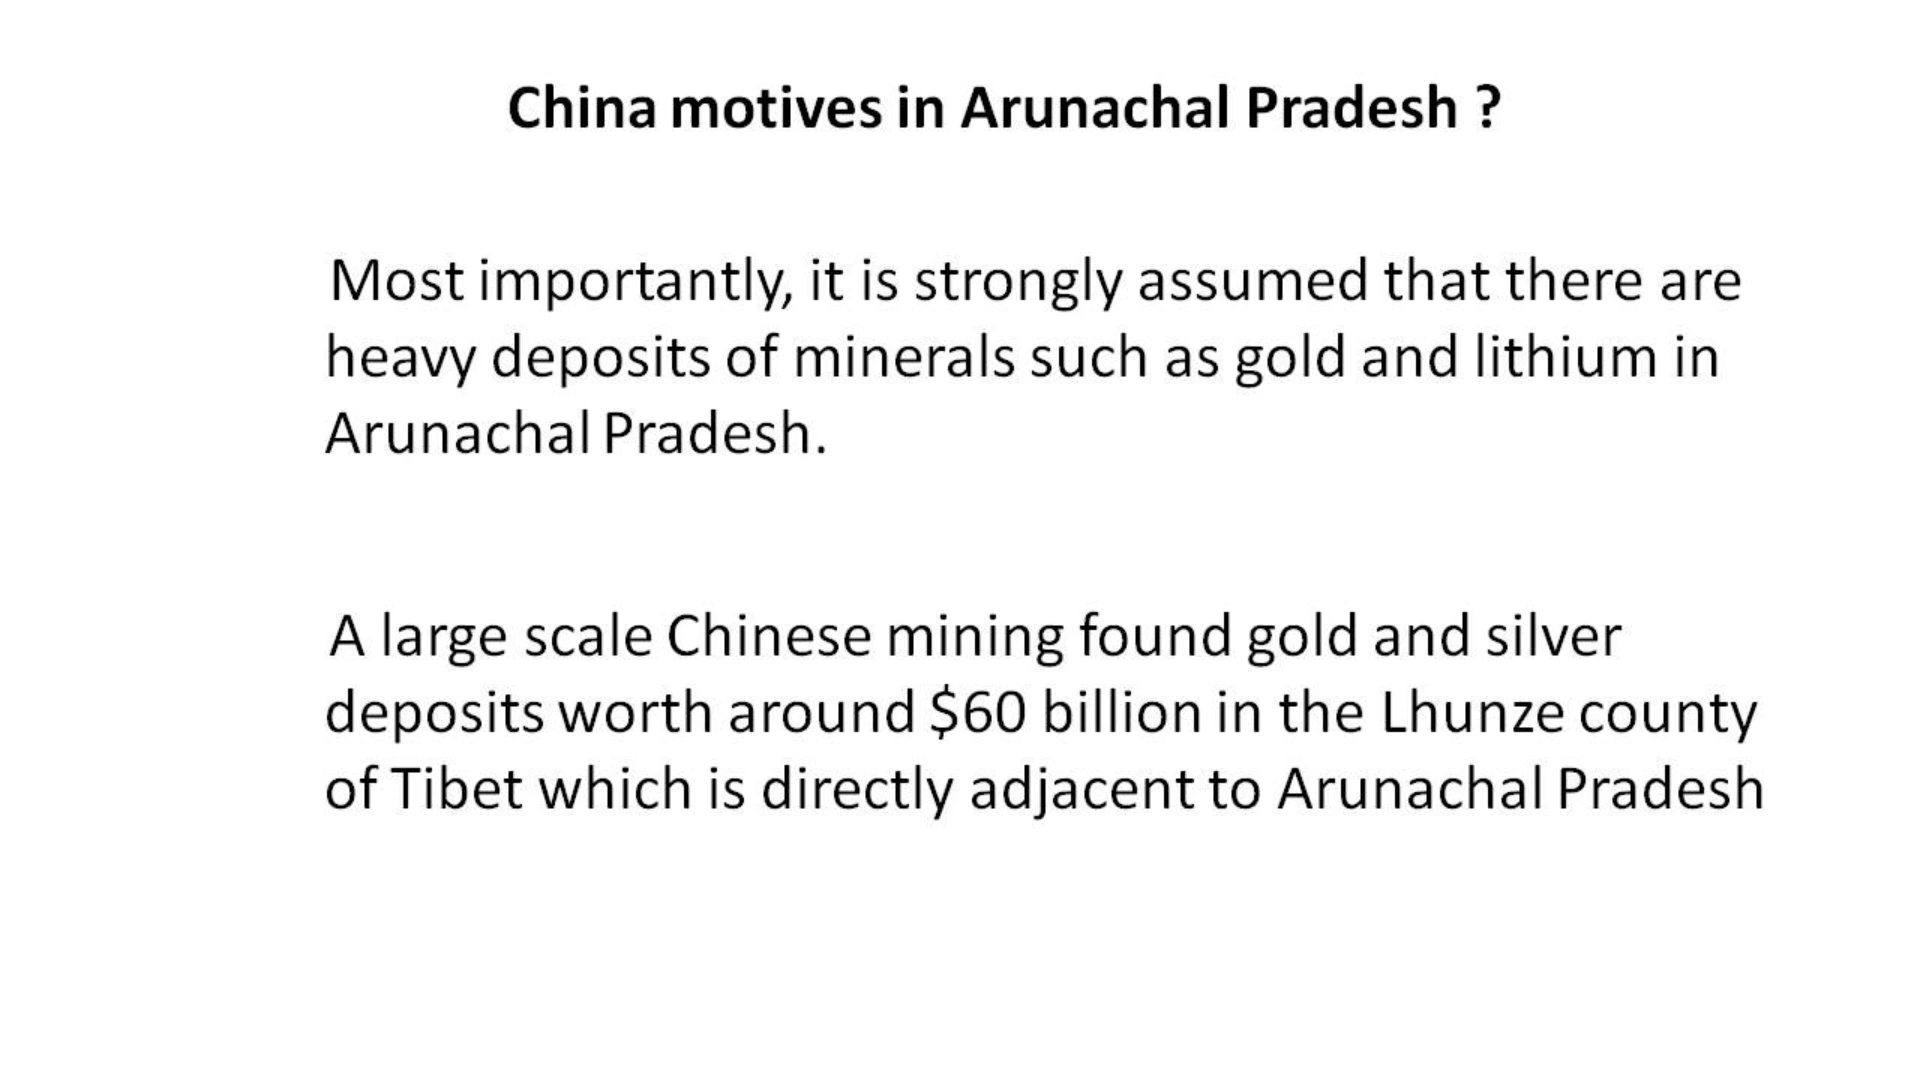 China motives in Arunachal Pradesh ?
Most importantly, it is strongly assumed that there are
heavy deposits of minerals such as gold and lithium in
Arunachal Pradesh.
A large scale Chinese mining found gold and silver
deposits worth around $60 billion in the Lhunze county
of Tibet which is directly adjacent to Arunachal Pradesh